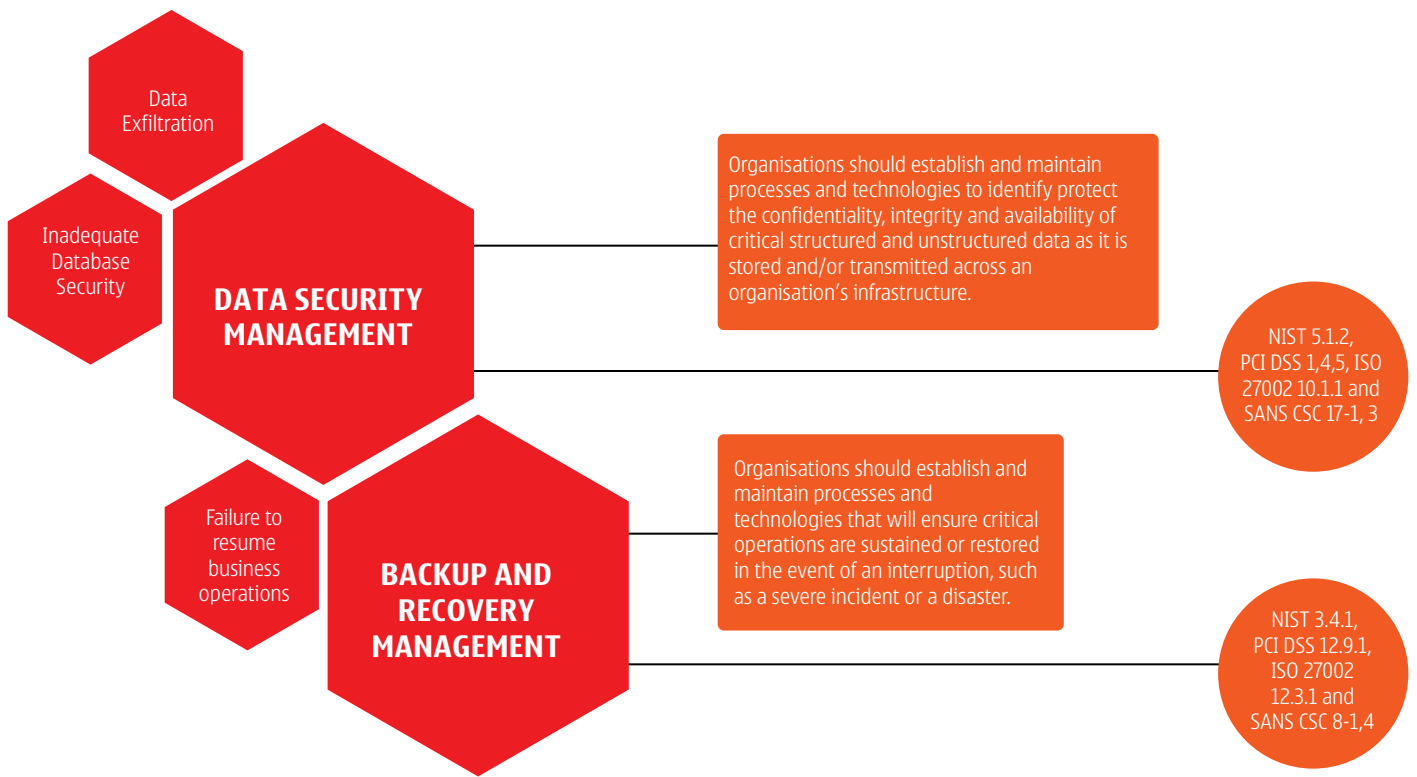 Data
Exfiltration
Inadequate
Database
Security
DATA SECURITY
MANAGEMENT
Organisations should establish and maintain
processes and technologies to identify protect
the confidentiality, integrity and availability of
critical structured and unstructured data as it is
stored and/or transmitted across an
organisation’s infrastructure.
NIST 5.1.2,
PCI DSS 1,4,5, ISO
27002 10.1.1 and
SANS CSC 17-1, 3
Failure to
resume
business
operations
BACKUP AND
RECOVERY
MANAGEMENT
Organisations should establish and
maintain processes and
technologies that will ensure critical
operations are sustained or restored
in the event of an interruption, such
as a severe incident or a disaster.
NIST 3.4.1,
PCI DSS 12.9.1,
ISO 27002
12.3.1 and
SANS CSC 8-1,4